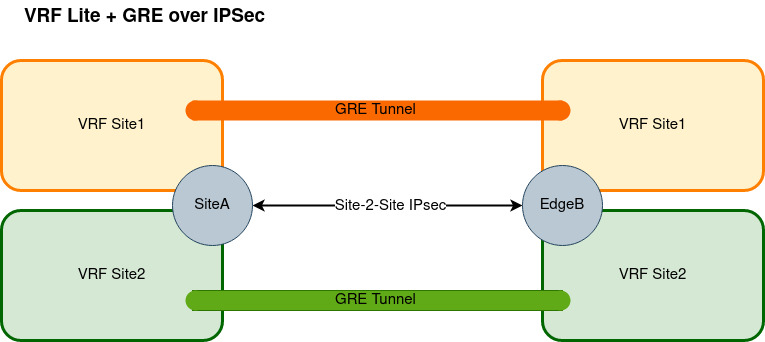 VRF Lite + GRE over IPSec
VRF Site1
GRE Tunnel
VRF Site1
SiteA
Site-2-Site IPsec
EdgeB
VRF Site2
GRE Tunnel
VRF Site2